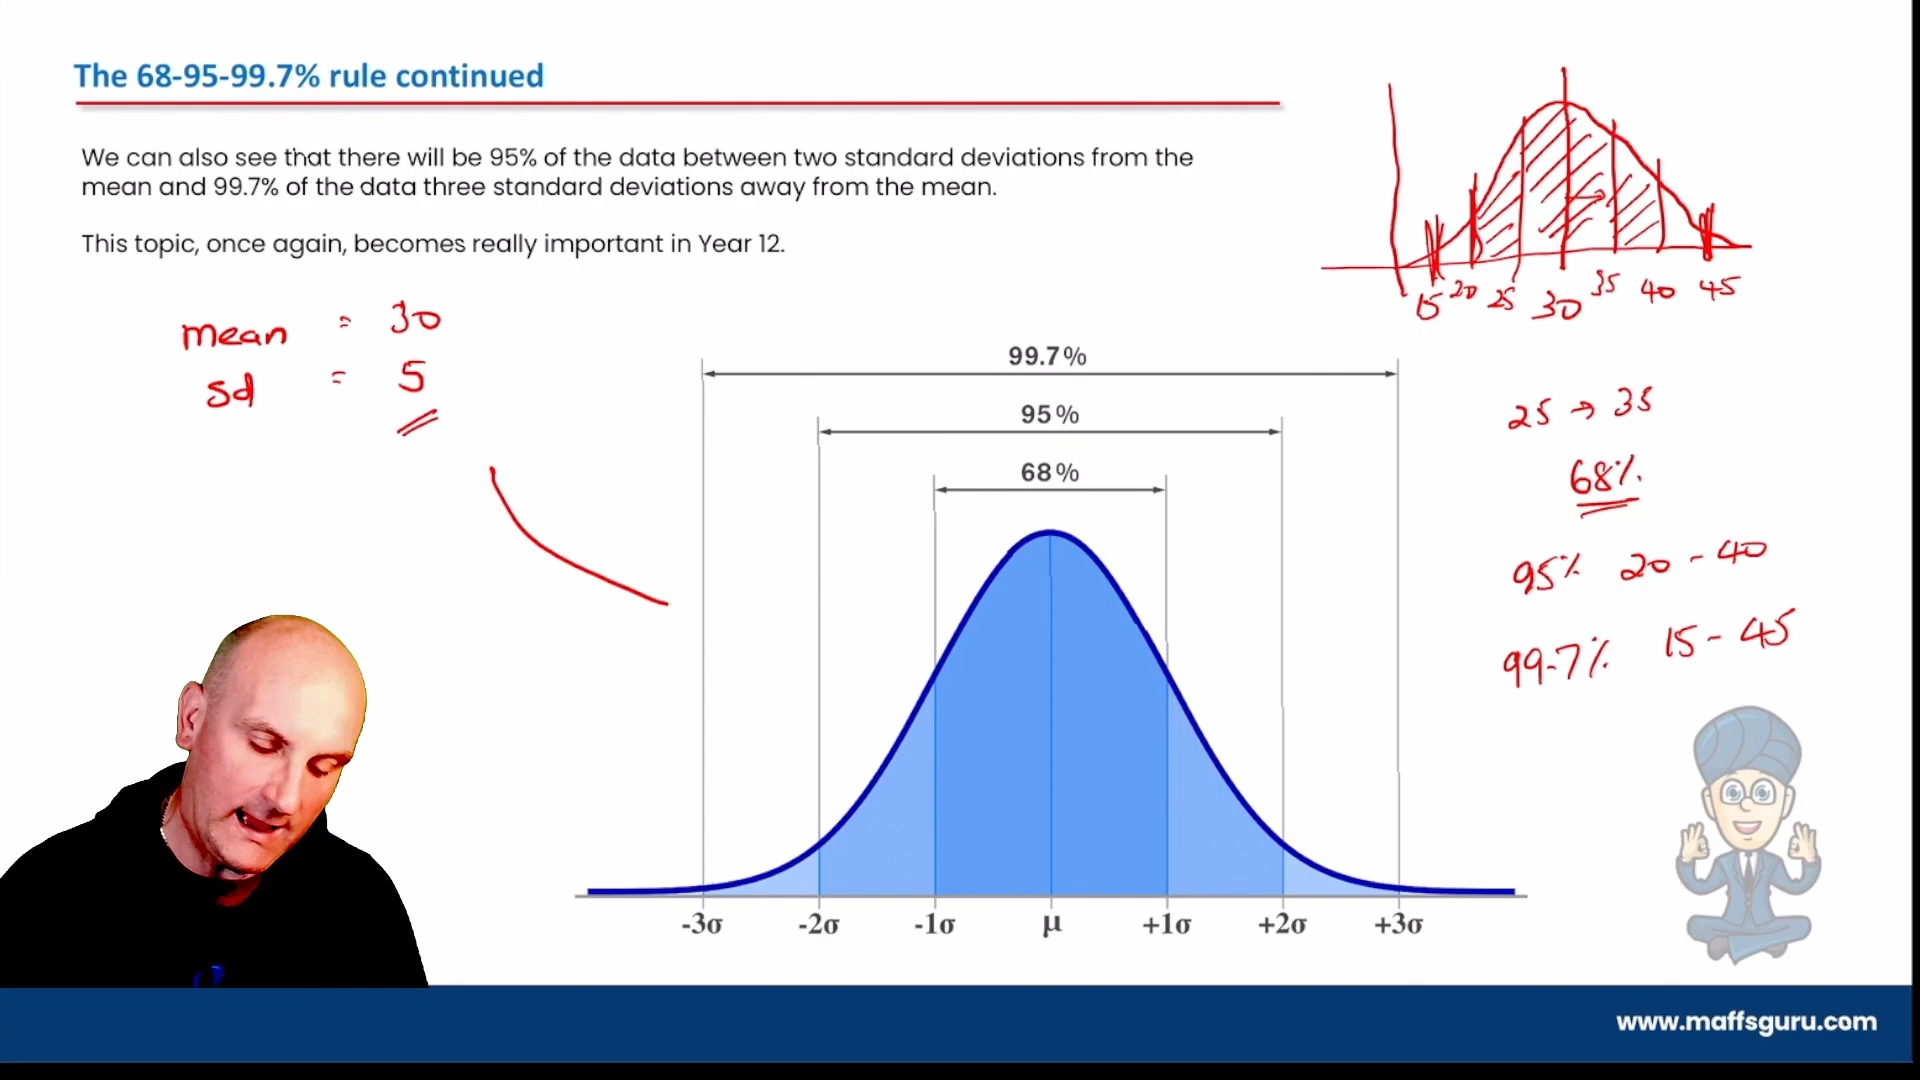 The 68-95-99.7% rule continued
We can also see that there will be 95% of the data between two standard deviations from the
mean and 99.7% of the data three standard deviations away from the mean.
This topic, once again, becomes really important in Year 12.
mean = 30
sd = 5
15 20 25 30 35 40 45
99.7%
95%
68%
25 → 35
68%
95% 20 - 40
99.7% 15 - 45
-3σ -2σ -1σ μ +1σ +2σ +3σ
www.maffsguru.com